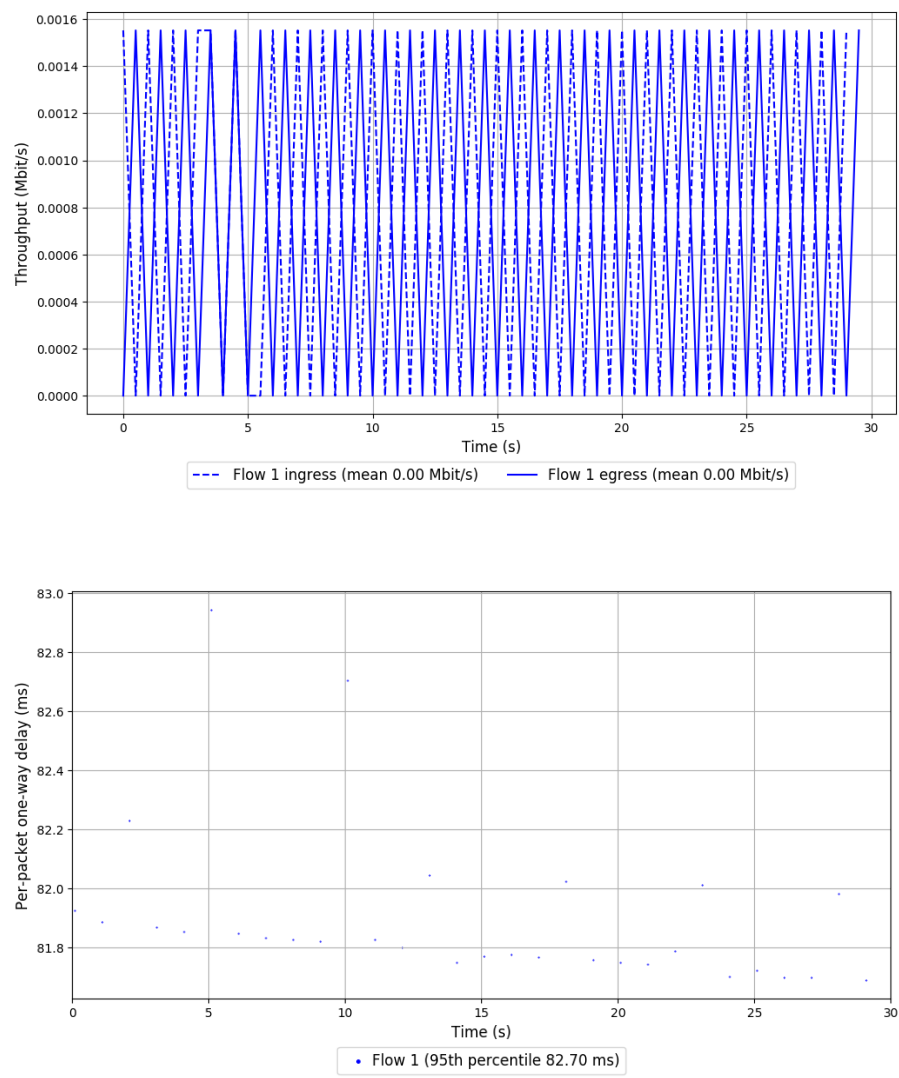 0.0016
0.0014
0.0012
0.0010
0.0008
0.0006
0.0004
0.0002
0.0000
Throughput (Mbit/s)
0 5 10 15 20 25 30
Time (s)
Flow 1 ingress (mean 0.00 Mbit/s) Flow 1 egress (mean 0.00 Mbit/s)
83.0
82.8
82.6
82.4
82.2
82.0
81.8
Per-packet one-way delay (ms)
0 5 10 15 20 25 30
Time (s)
Flow 1 (95th percentile 82.70 ms)